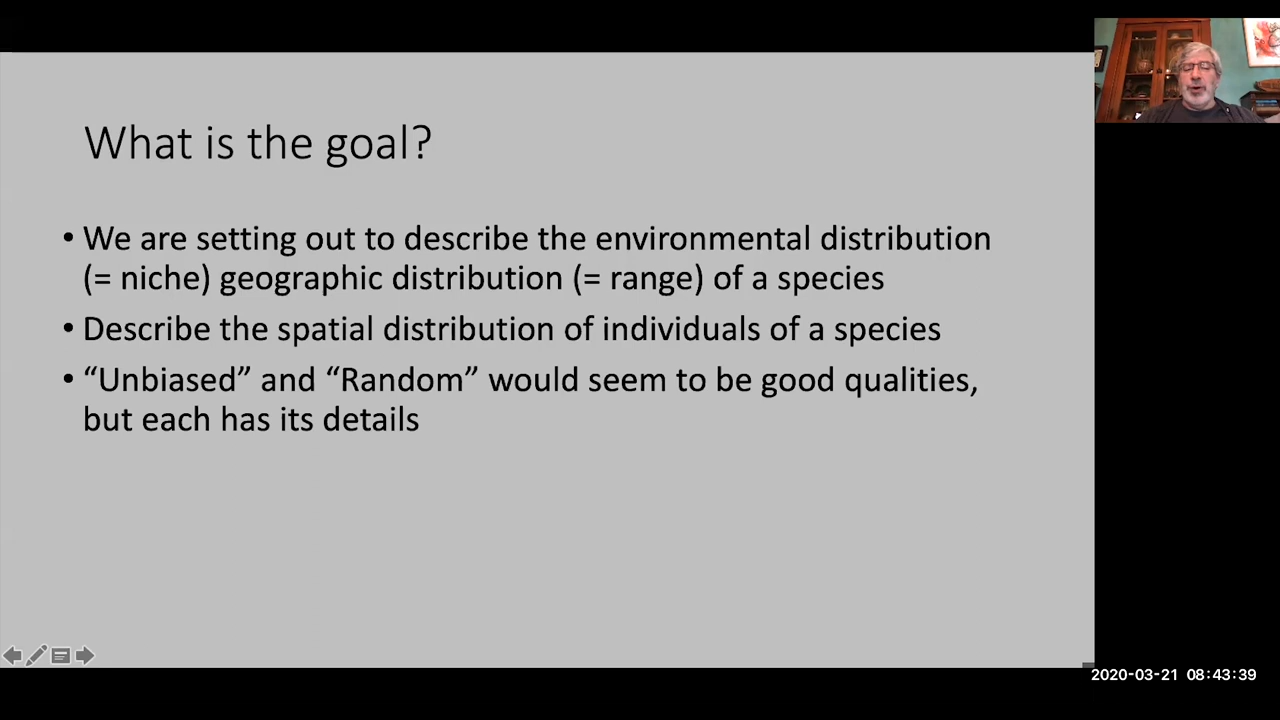 What is the goal?
• We are setting out to describe the environmental distribution
(= niche) geographic distribution (= range) of a species
• Describe the spatial distribution of individuals of a species
• “Unbiased” and “Random” would seem to be good qualities,
but each has its details
2020-03-21 08:43:39